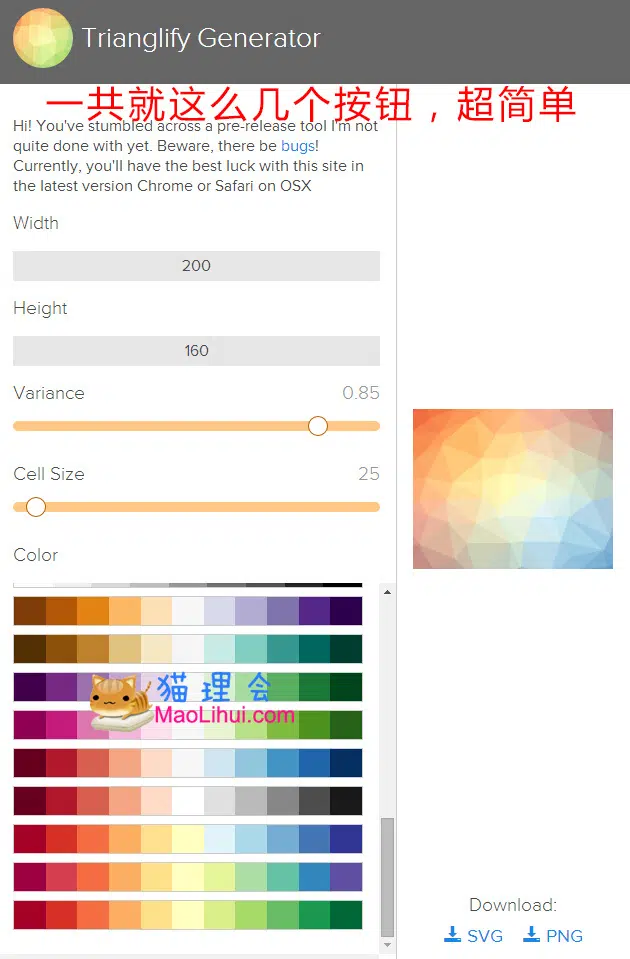 Trianglify Generator
一共就这么几个按钮，超简单
Hi! You've stumbled across a pre-release tool I'm not
quite done with yet. Beware, there be bugs!
Currently, you'll have the best luck with this site in
the latest version Chrome or Safari on OSX
Width
200
Height
160
Variance 0.85
Cell Size 25
Color
猫理会
MaoLihui.com
Download:
SVG PNG